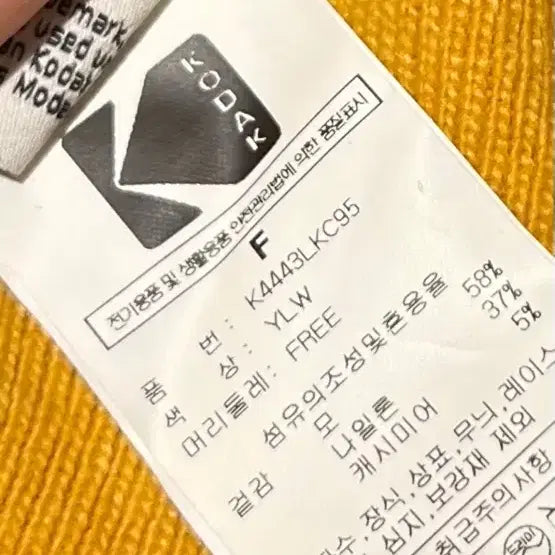 demark
used u
an Kodak
KODAK
전기용품 및 생활용품 안전관리법에 의한 품질표시
F
품 번 : K4443LKC95
색 상 : YLW
머리둘레 : FREE
섬유의조성및혼용율
겉감 모 58%
나일론 37%
캐시미어 5%
수, 장식, 상표, 무늬, 레이스
심지, 보강재 제외
취급주의사항